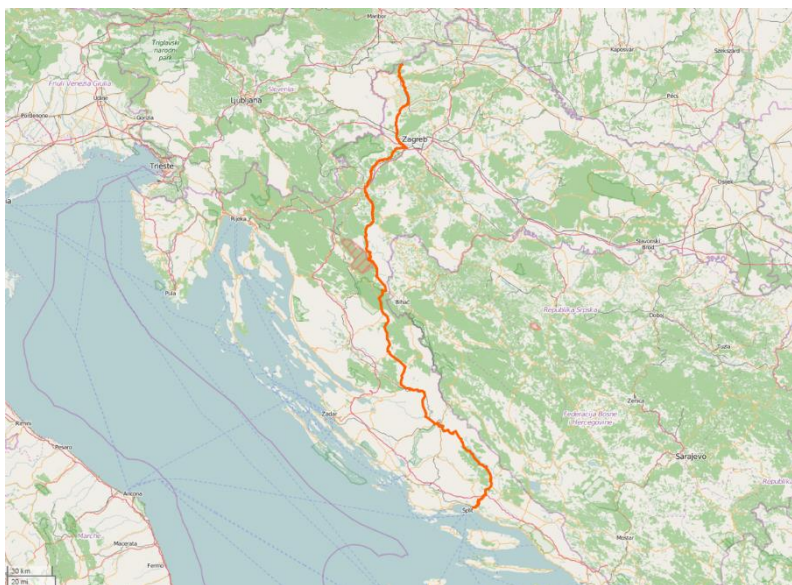 Maribor
Kaposvár
Szekszárd
Triglavski
narodni
park
Ljubljana
Slovenija
Friuli Venezia Giulia
Udine
Pécs
Pordenone
Gorizia
Zagreb
Trieste
Osijek
Rijeka
Slavonski
Brod
Pula
Bihać
Republika Srpska
Doboj
Tuzla
Zadar
Zenica
Federacija Bosne
i Hercegovine
Rimini
Pesaro
Sarajevo
Ancona
Split
Marche
Macerata
Mostar
Fermo
30 km
20 mi